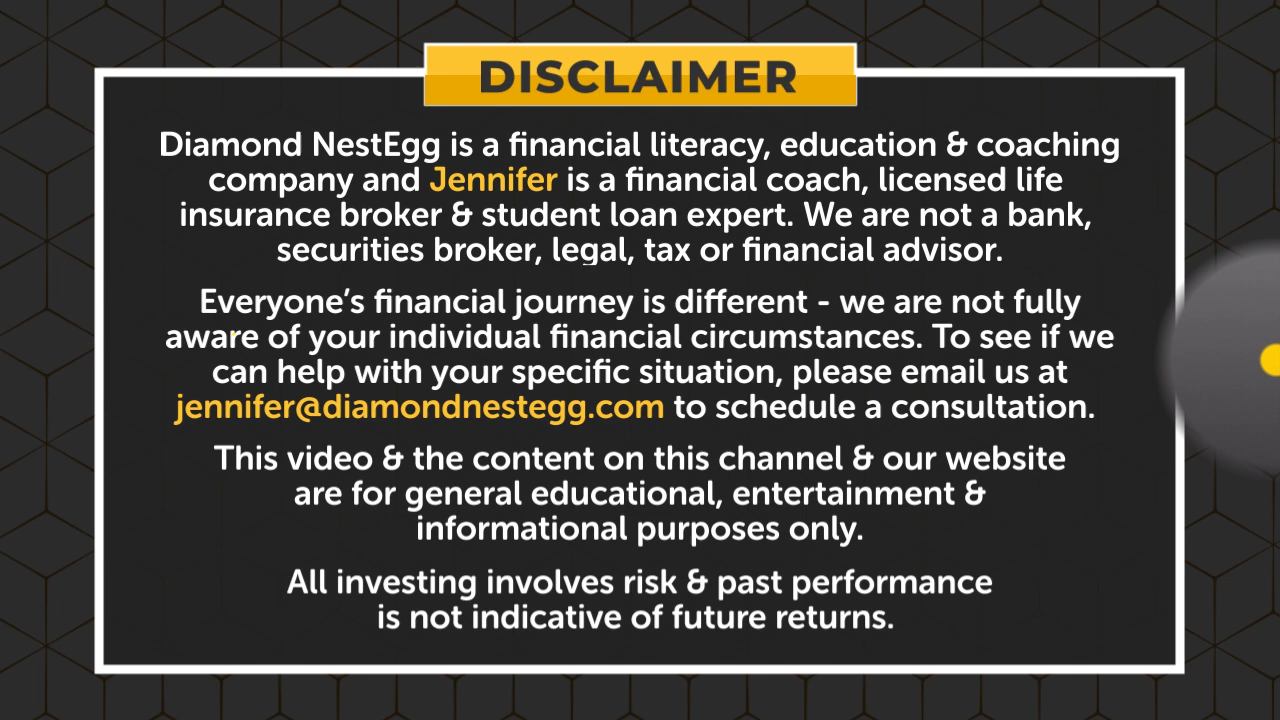 DISCLAIMER
Diamond NestEgg is a financial literacy, education & coaching
company and Jennifer is a financial coach, licensed life
insurance broker & student loan expert. We are not a bank,
securities broker, legal, tax or financial advisor.
Everyone’s financial journey is different - we are not fully
aware of your individual financial circumstances. To see if we
can help with your specific situation, please email us at
jennifer@diamondnestegg.com to schedule a consultation.
This video & the content on this channel & our website
are for general educational, entertainment &
informational purposes only.
All investing involves risk & past performance
is not indicative of future returns.